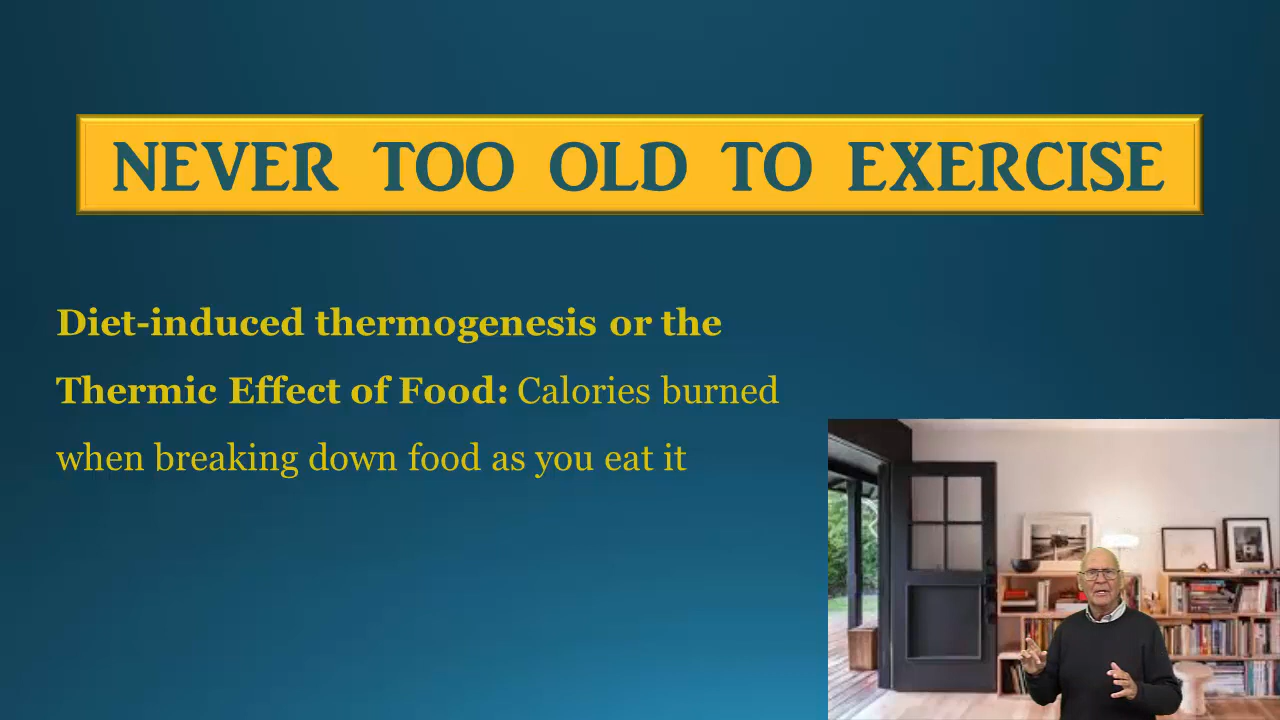 NEVER TOO OLD TO EXERCISE
Diet-induced thermogenesis or the
Thermic Effect of Food: Calories burned
when breaking down food as you eat it